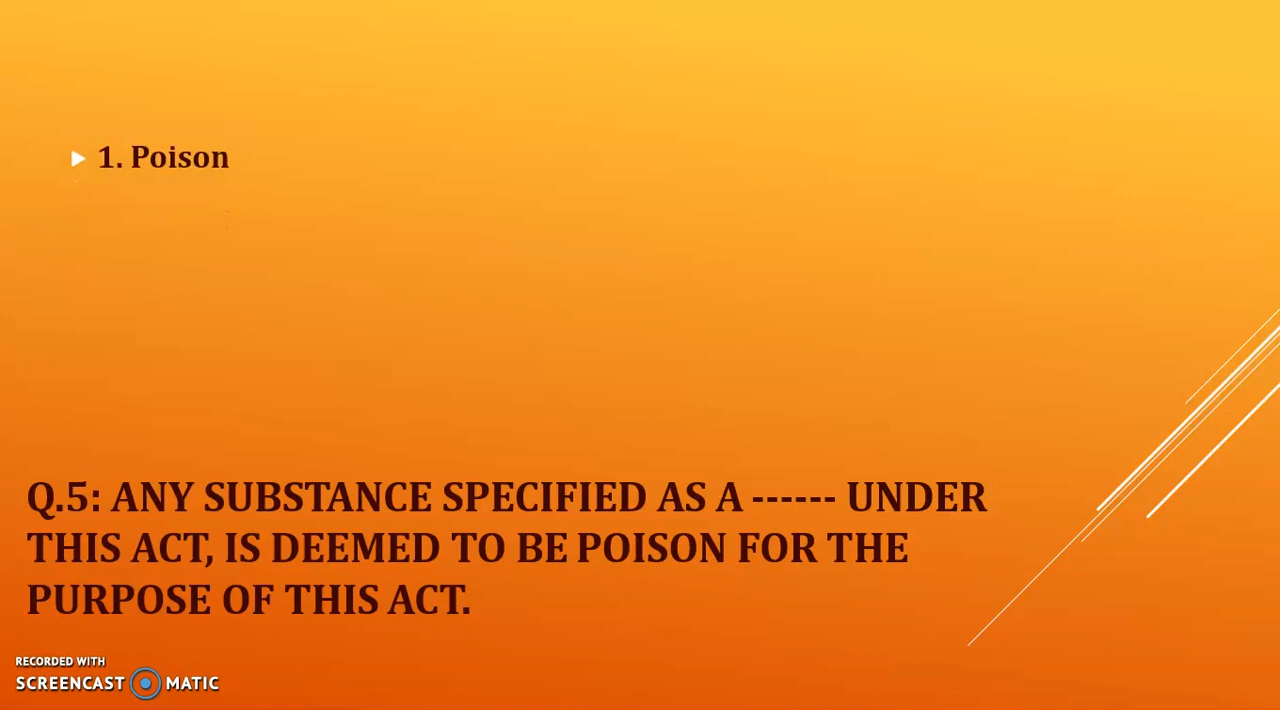 1. Poison
Q.5: ANY SUBSTANCE SPECIFIED AS A ------ UNDER
THIS ACT, IS DEEMED TO BE POISON FOR THE
PURPOSE OF THIS ACT.
RECORDED WITH
SCREENCAST MATIC